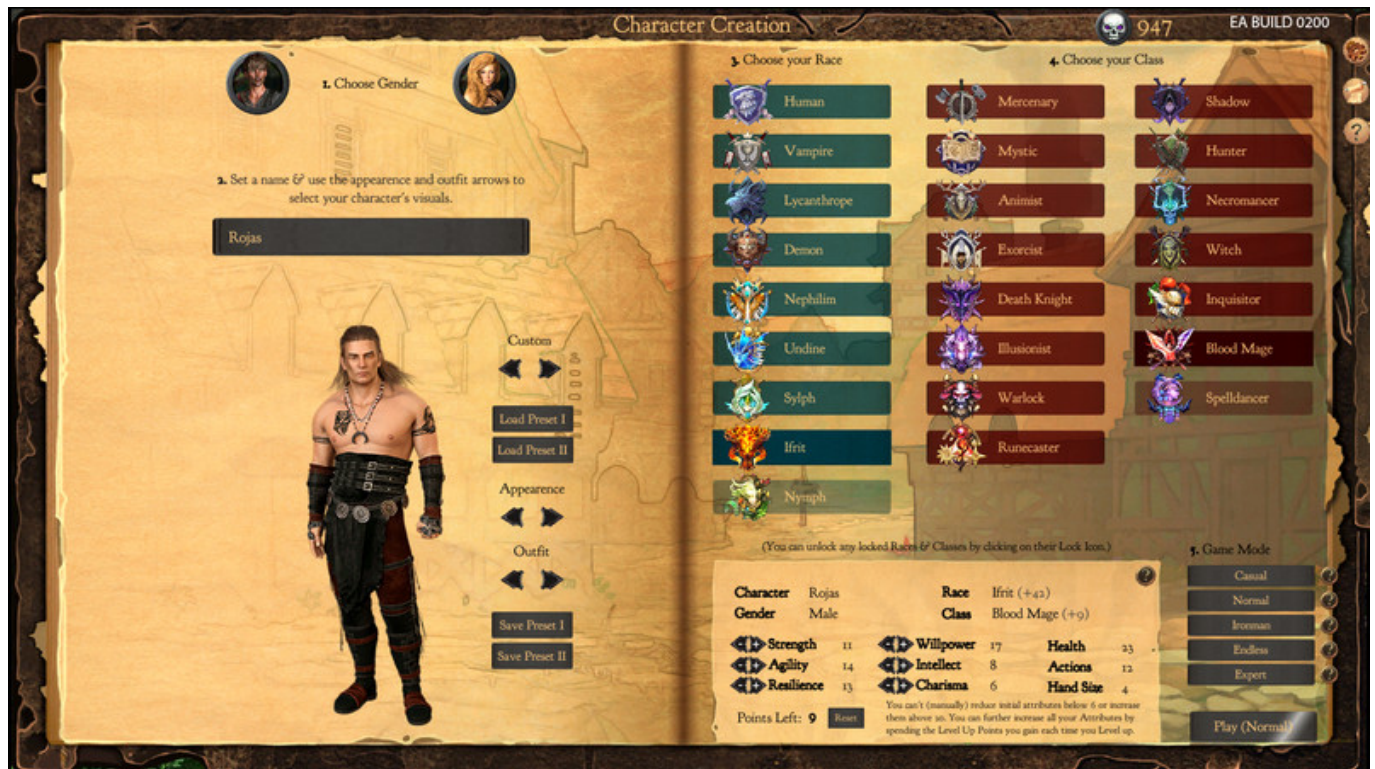 Character Creation
947
EA BUILD 0200
1. Choose Gender
2. Set a name & use the appearence and outfit arrows to
select your character's visuals.
Rojas
Custom
Load Preset I
Load Preset II
Appearence
Outfit
Save Preset I
Save Preset II
3. Choose your Race
Human
Vampire
Lycanthrope
Demon
Nephilim
Undine
Sylph
Ifrit
Nymph
4. Choose your Class
Mercenary
Mystic
Animist
Exorcist
Death Knight
Illusionist
Warlock
Runecaster
Shadow
Hunter
Necromancer
Witch
Inquisitor
Blood Mage
Spelldancer
(You can unlock any locked Races & Classes by clicking on their Lock Icon.)
Character Rojas
Gender Male
Race Ifrit (+42)
Class Blood Mage (+9)
Strength 11
Agility 14
Resilience 13
Willpower 17
Intellect 8
Charisma 6
Health 23
Actions 12
Hand Size 4
Points Left: 9 Reset
You can't (manually) reduce initial attributes below 6 or increase
them above 20. You can further increase all your Attributes by
spending the Level Up Points you gain each time you Level up.
?
5. Game Mode
Casual ?
Normal ?
Ironman ?
Endless ?
Expert ?
Play (Normal)
?